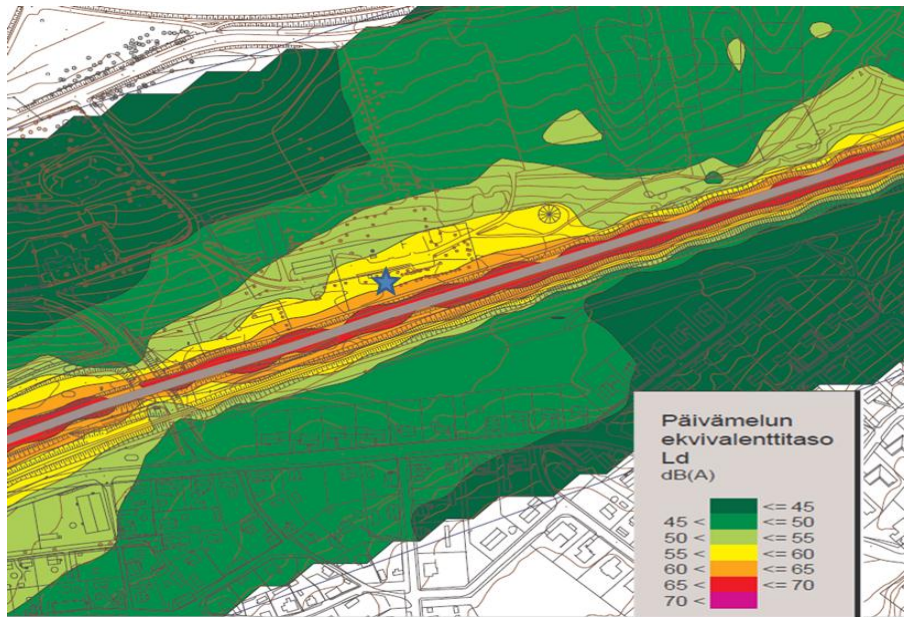 Päivämelun
ekvivalenttitaso
Ld
dB(A)
<= 45
45 < <= 50
50 < <= 55
55 < <= 60
60 < <= 65
65 < <= 70
70 <